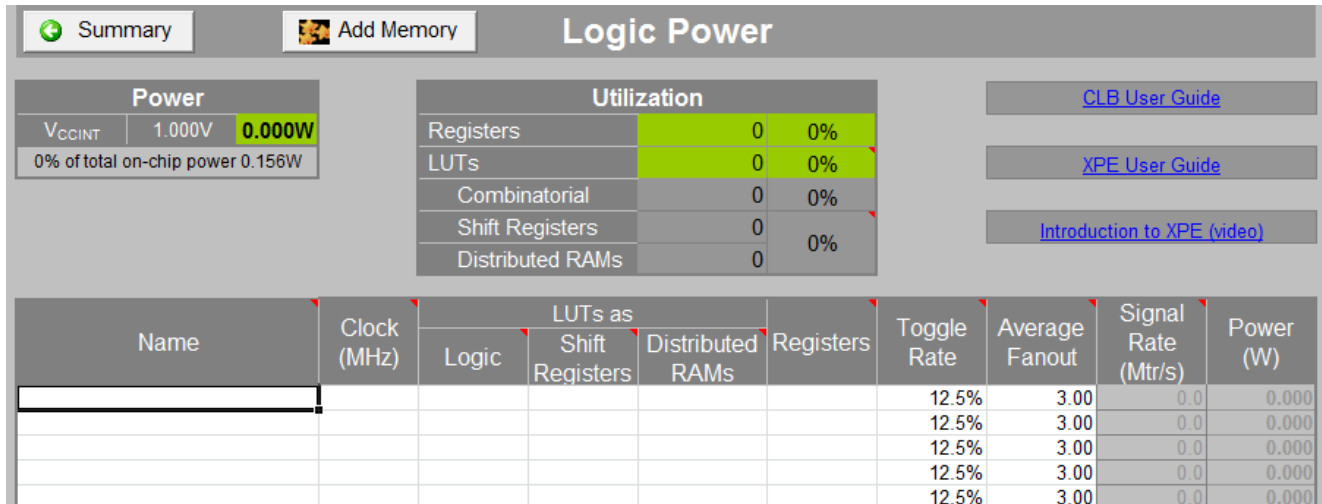 Summary Add Memory Logic Power
Power
VCCINT 1.000V 0.000W
0% of total on-chip power 0.156W
Utilization
Registers 0 0%
LUTs 0 0%
Combinatorial 0 0%
Shift Registers 0
0%
Distributed RAMs 0
CLB User Guide
XPE User Guide
Introduction to XPE (video)
Name
Clock
(MHz)
LUTs as
Logic
Shift
Registers
Distributed
RAMs
Registers
Toggle
Rate
Average
Fanout
Signal
Rate
(Mtr/s)
Power
(W)
12.5% 3.00 0.0 0.000
12.5% 3.00 0.0 0.000
12.5% 3.00 0.0 0.000
12.5% 3.00 0.0 0.000
12.5% 3.00 0.0 0.000